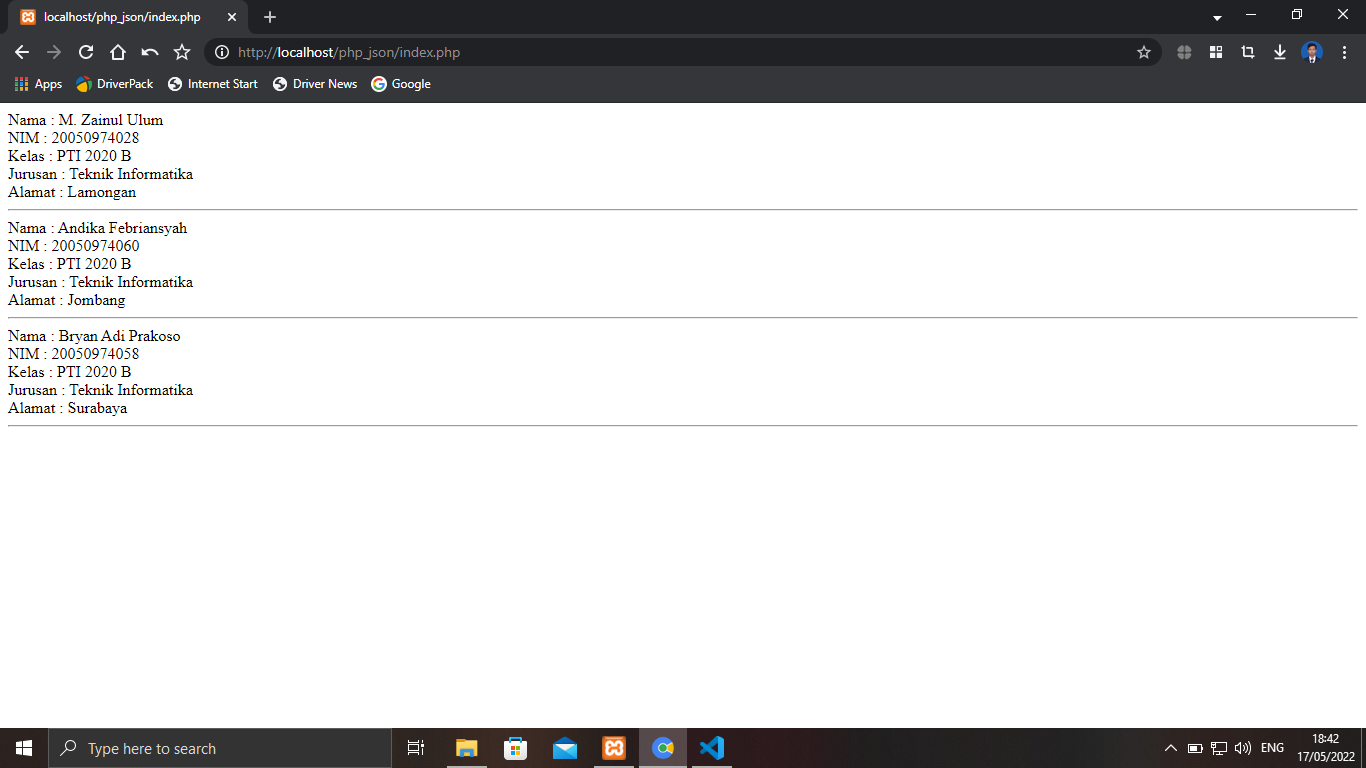 localhost/php_json/index.php
http://localhost/php_json/index.php
Apps DriverPack Internet Start Driver News Google
Nama : M. Zainul Ulum
NIM : 20050974028
Kelas : PTI 2020 B
Jurusan : Teknik Informatika
Alamat : Lamongan
Nama : Andika Febriansyah
NIM : 20050974060
Kelas : PTI 2020 B
Jurusan : Teknik Informatika
Alamat : Jombang
Nama : Bryan Adi Prakoso
NIM : 20050974058
Kelas : PTI 2020 B
Jurusan : Teknik Informatika
Alamat : Surabaya
Type here to search
ENG
18:42
17/05/2022